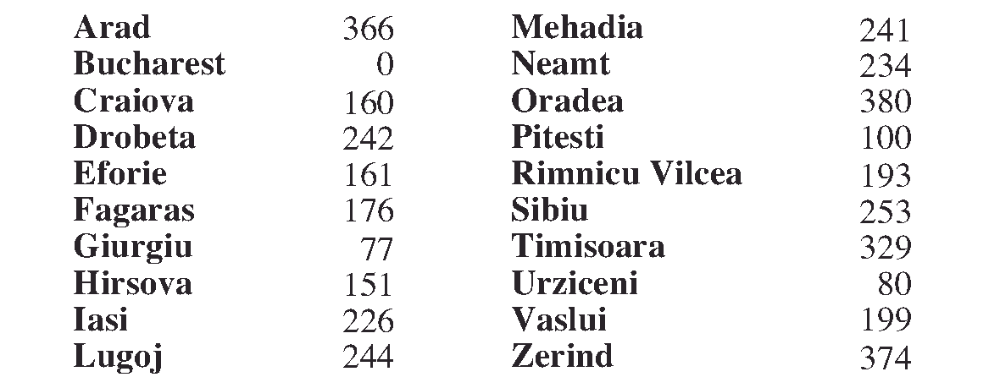 Arad 366 Mehadia 241
Bucharest 0 Neamt 234
Craiova 160 Oradea 380
Drobeta 242 Pitesti 100
Eforie 161 Rimnicu Vilcea 193
Fagaras 176 Sibiu 253
Giurgiu 77 Timisoara 329
Hirsova 151 Urziceni 80
Iasi 226 Vaslui 199
Lugoj 244 Zerind 374